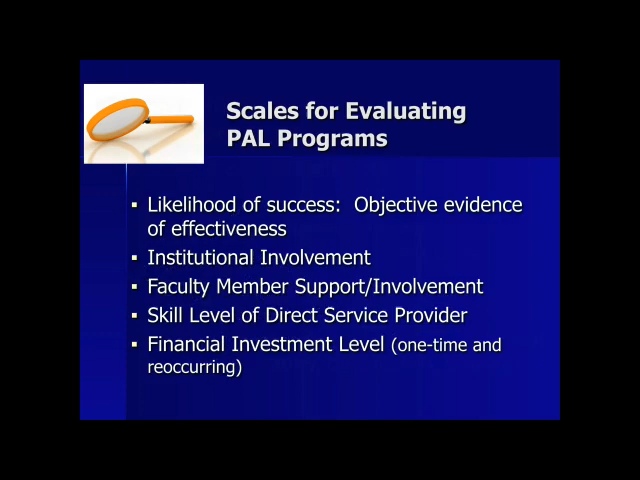 Scales for Evaluating
PAL Programs
▪ Likelihood of success:  Objective evidence
of effectiveness
▪ Institutional Involvement
▪ Faculty Member Support/Involvement
▪ Skill Level of Direct Service Provider
▪ Financial Investment Level (one-time and
reoccurring)